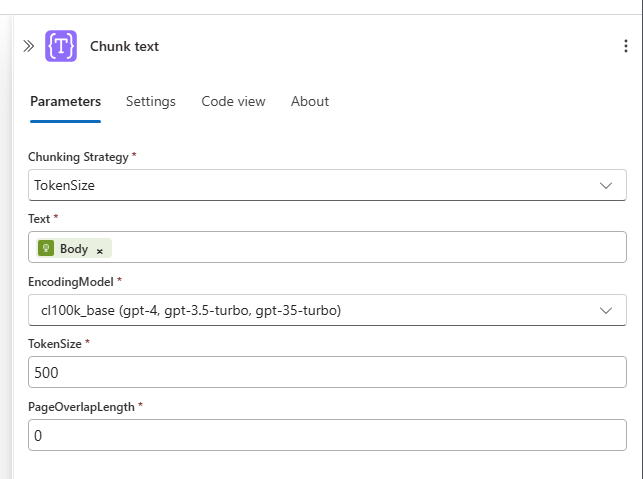 Chunk text
Parameters Settings Code view About
Chunking Strategy *
TokenSize
Text *
Body ×
EncodingModel *
cl100k_base (gpt-4, gpt-3.5-turbo, gpt-35-turbo)
TokenSize *
500
PageOverlapLength *
0